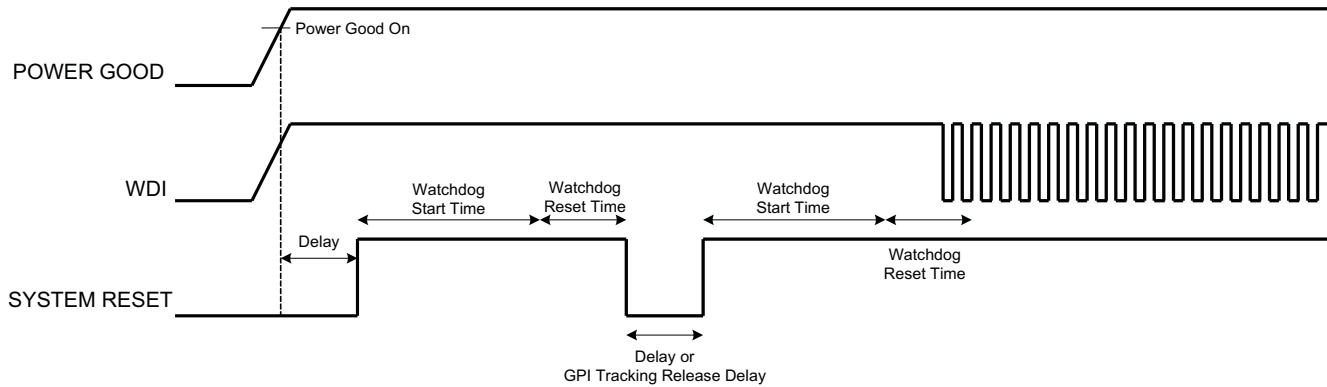 Power Good On
POWER GOOD
WDI
Watchdog
Start Time
Watchdog
Reset Time
Watchdog
Start Time
Delay
Watchdog
Reset Time
SYSTEM RESET
Delay or
GPI Tracking Release Delay